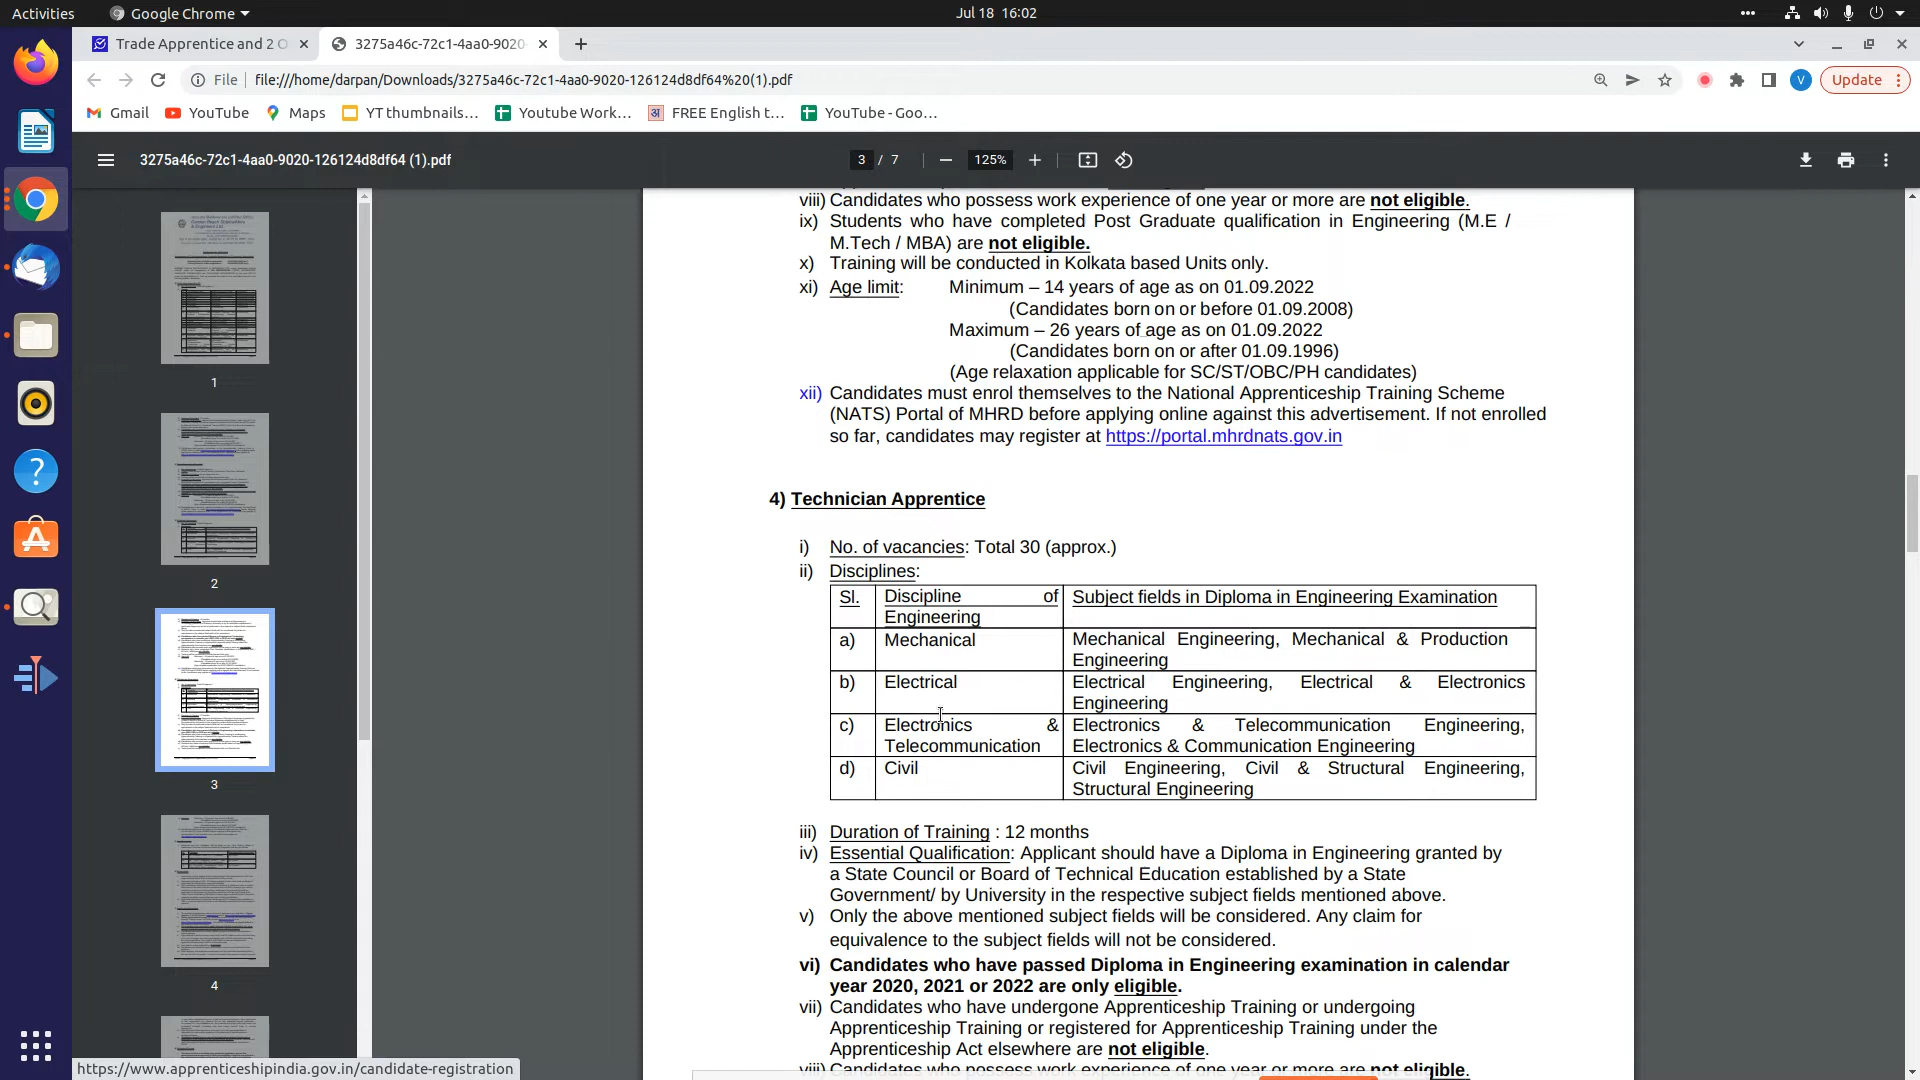 Activities
Google Chrome
Jul 18 16:02
Trade Apprentice and 2 O
3275a46c-72c1-4aa0-9020-
File
file:///home/darpan/Downloads/3275a46c-72c1-4aa0-9020-126124d8df64%20(1).pdf
V
Update
Gmail
YouTube
Maps
YT thumbnails...
Youtube Work...
FREE English t...
YouTube - Goo...
3275a46c-72c1-4aa0-9020-126124d8df64 (1).pdf
3 / 7
125%
1
2
3
4
viii) Candidates who possess work experience of one year or more are not eligible.
ix) Students who have completed Post Graduate qualification in Engineering (M.E /
M.Tech / MBA) are not eligible.
x) Training will be conducted in Kolkata based Units only.
xi) Age limit: Minimum – 14 years of age as on 01.09.2022
(Candidates born on or before 01.09.2008)
Maximum – 26 years of age as on 01.09.2022
(Candidates born on or after 01.09.1996)
(Age relaxation applicable for SC/ST/OBC/PH candidates)
xii) Candidates must enrol themselves to the National Apprenticeship Training Scheme
(NATS) Portal of MHRD before applying online against this advertisement. If not enrolled
so far, candidates may register at https://portal.mhrdnats.gov.in
4) Technician Apprentice
i) No. of vacancies: Total 30 (approx.)
ii) Disciplines:
Sl. Discipline of Subject fields in Diploma in Engineering Examination
Engineering
a) Mechanical Mechanical Engineering, Mechanical & Production
Engineering
b) Electrical Electrical Engineering, Electrical & Electronics
Engineering
c) Electronics & Electronics & Telecommunication Engineering,
Telecommunication Electronics & Communication Engineering
d) Civil Civil Engineering, Civil & Structural Engineering,
Structural Engineering
iii) Duration of Training : 12 months
iv) Essential Qualification: Applicant should have a Diploma in Engineering granted by
a State Council or Board of Technical Education established by a State
Government/ by University in the respective subject fields mentioned above.
v) Only the above mentioned subject fields will be considered. Any claim for
equivalence to the subject fields will not be considered.
vi) Candidates who have passed Diploma in Engineering examination in calendar
year 2020, 2021 or 2022 are only eligible.
vii) Candidates who have undergone Apprenticeship Training or undergoing
Apprenticeship Training or registered for Apprenticeship Training under the
Apprenticeship Act elsewhere are not eligible.
viii) Candidates who possess work experience of one year or more are not eligible.
https://www.apprenticeshipindia.gov.in/candidate-registration